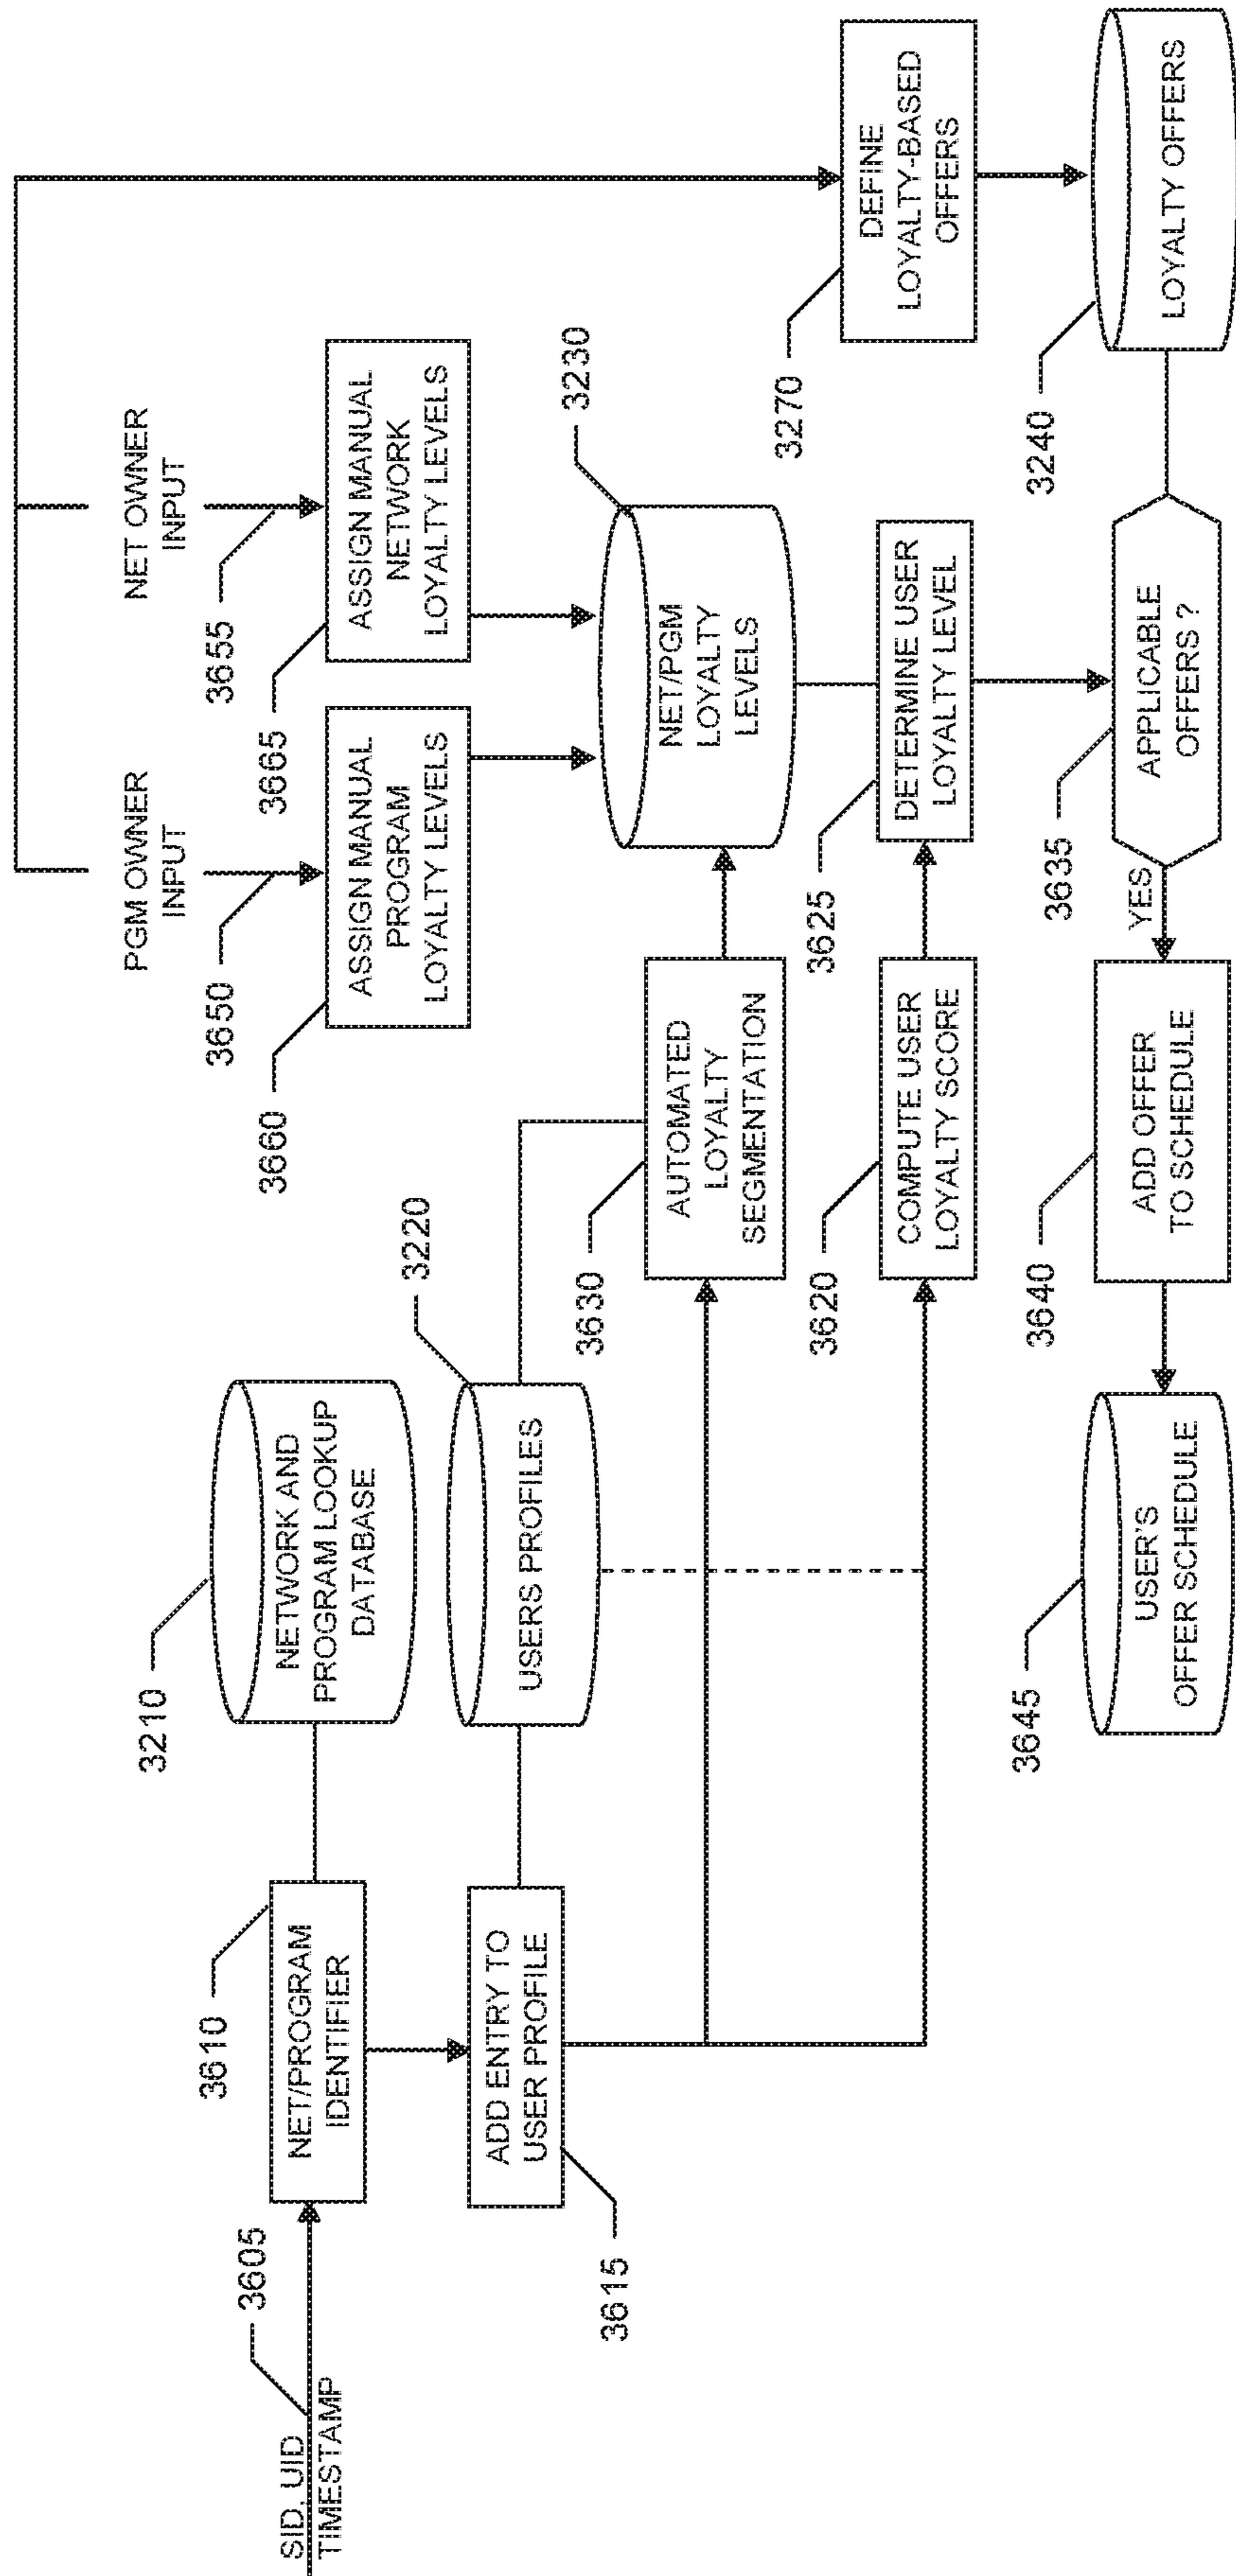 SID, UID
TIMESTAMP
3605
3610
NET/PROGRAM
IDENTIFIER
3210
NETWORK AND
PROGRAM LOOKUP
DATABASE
3615
ADD ENTRY TO
USER PROFILE
3220
USERS PROFILES
PGM OWNER
INPUT
3650
3660
ASSIGN MANUAL
PROGRAM
LOYALTY LEVELS
NET OWNER
INPUT
3655
3665
ASSIGN MANUAL
NETWORK
LOYALTY LEVELS
3630
AUTOMATED
LOYALTY
SEGMENTATION
3230
NET/PGM
LOYALTY
LEVELS
3620
COMPUTE USER
LOYALTY SCORE
3625
DETERMINE USER
LOYALTY LEVEL
3270
DEFINE
LOYALTY-BASED
OFFERS
3240
LOYALTY OFFERS
3635
APPLICABLE
OFFERS ?
YES
3640
ADD OFFER
TO SCHEDULE
3645
USER'S
OFFER SCHEDULE